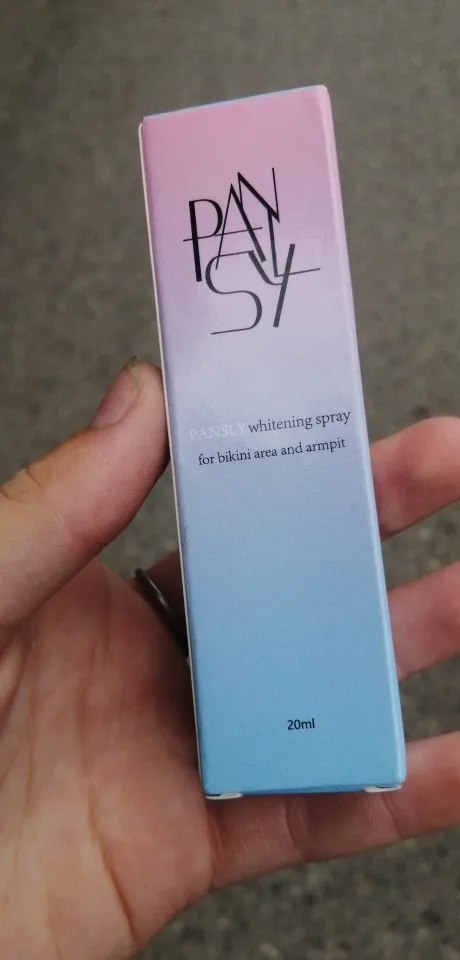 PANSLY
PANSLY whitening spray
for bikini area and armpit
20ml